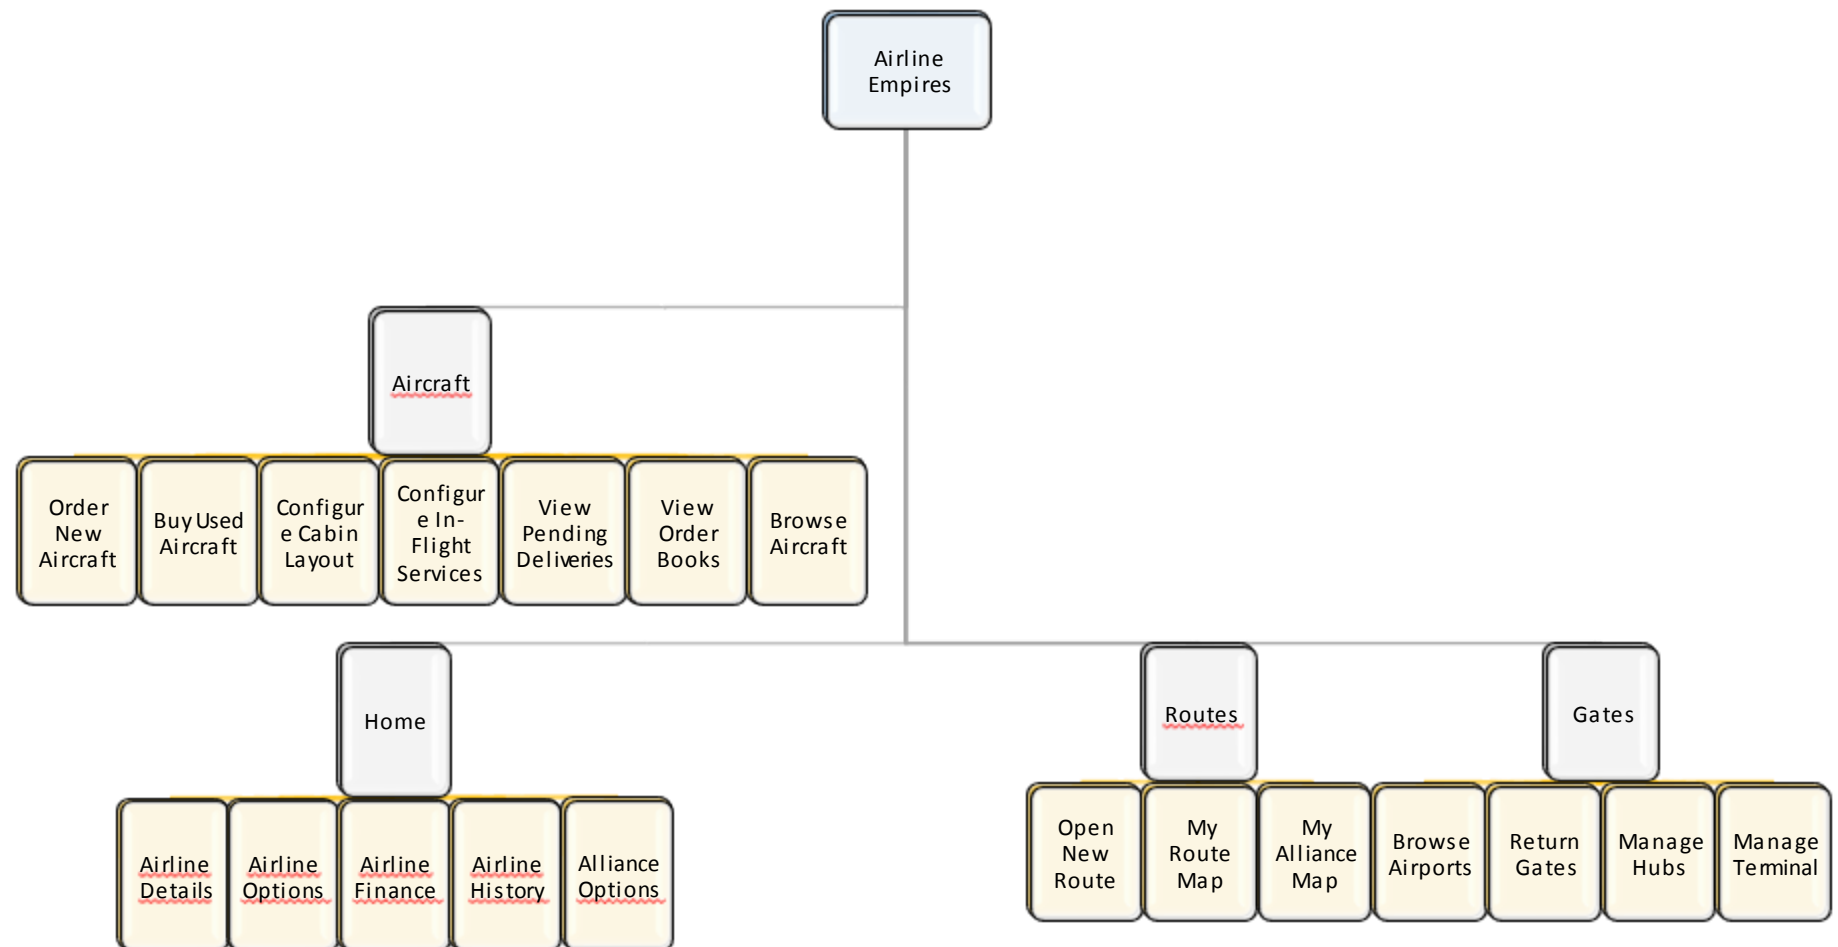 Airline
Empires
Aircraft
Order
New
Aircraft
Buy Used
Aircraft
Configur
e Cabin
Layout
Configur
e In-
Flight
Services
View
Pending
Deliveries
View
Order
Books
Browse
Aircraft
Home
Airline
Details
Airline
Options
Airline
Finance
Airline
History
Alliance
Options
Routes
Open
New
Route
My
Route
Map
My
Alliance
Map
Gates
Browse
Airports
Return
Gates
Manage
Hubs
Manage
Terminal